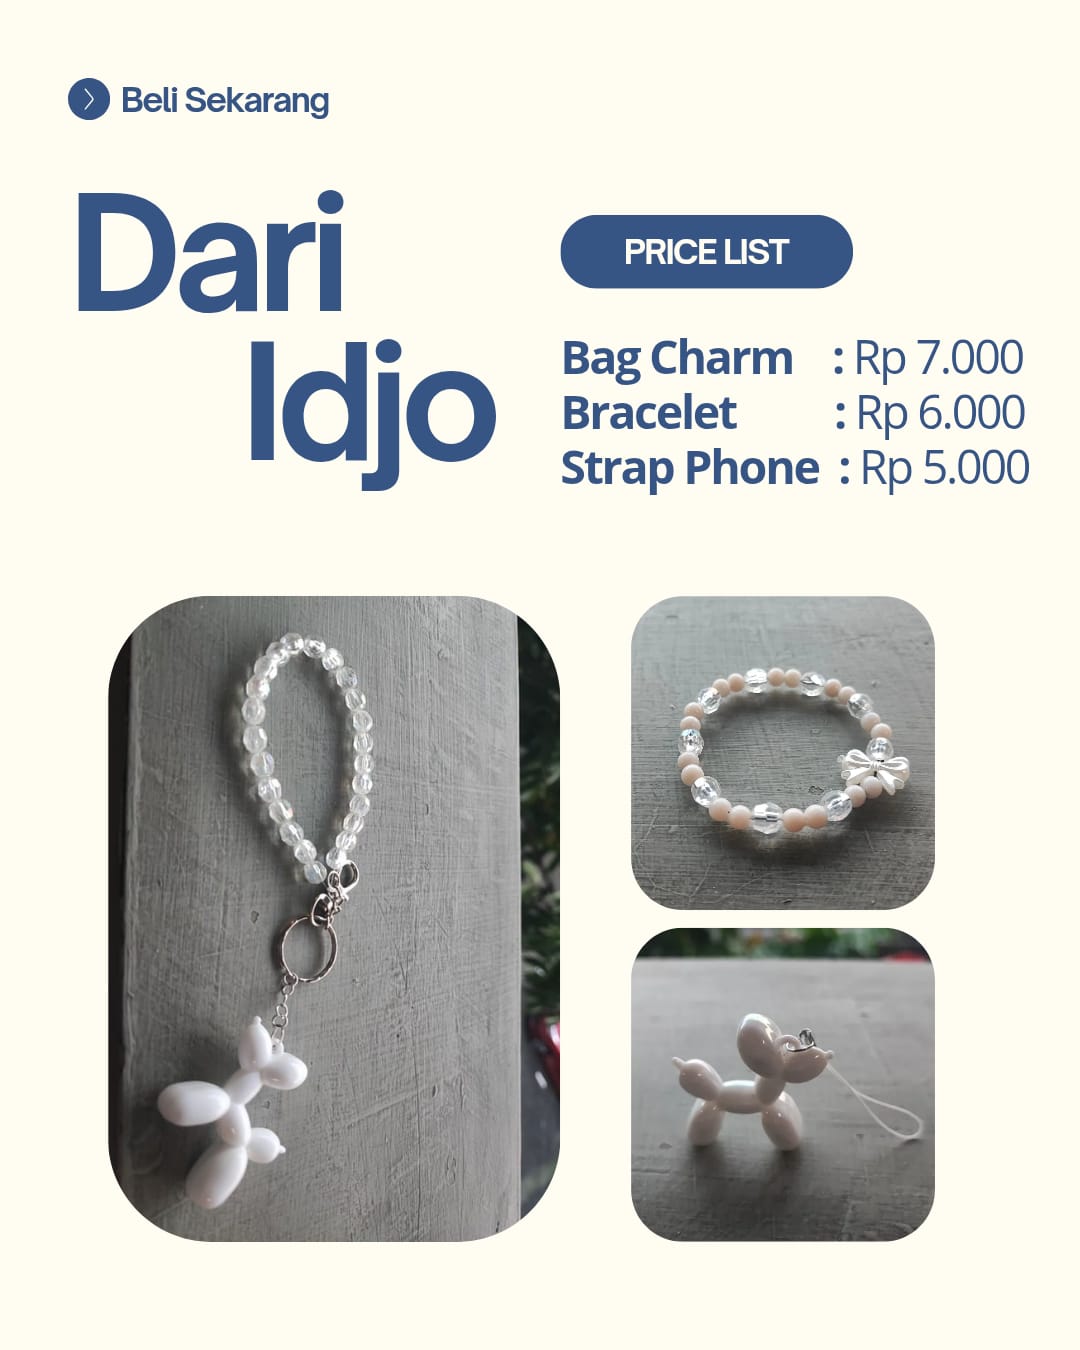 Beli Sekarang
Dari
Idjo
PRICE LIST
Bag Charm : Rp 7.000
Bracelet : Rp 6.000
Strap Phone : Rp 5.000